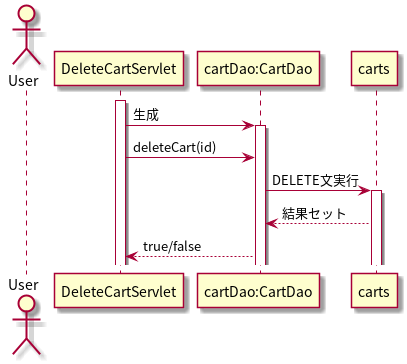 User
DeleteCartServlet
cartDao:CartDao
carts
生成
deleteCart(id)
DELETE文実行
結果セット
true/false
User
DeleteCartServlet
cartDao:CartDao
carts